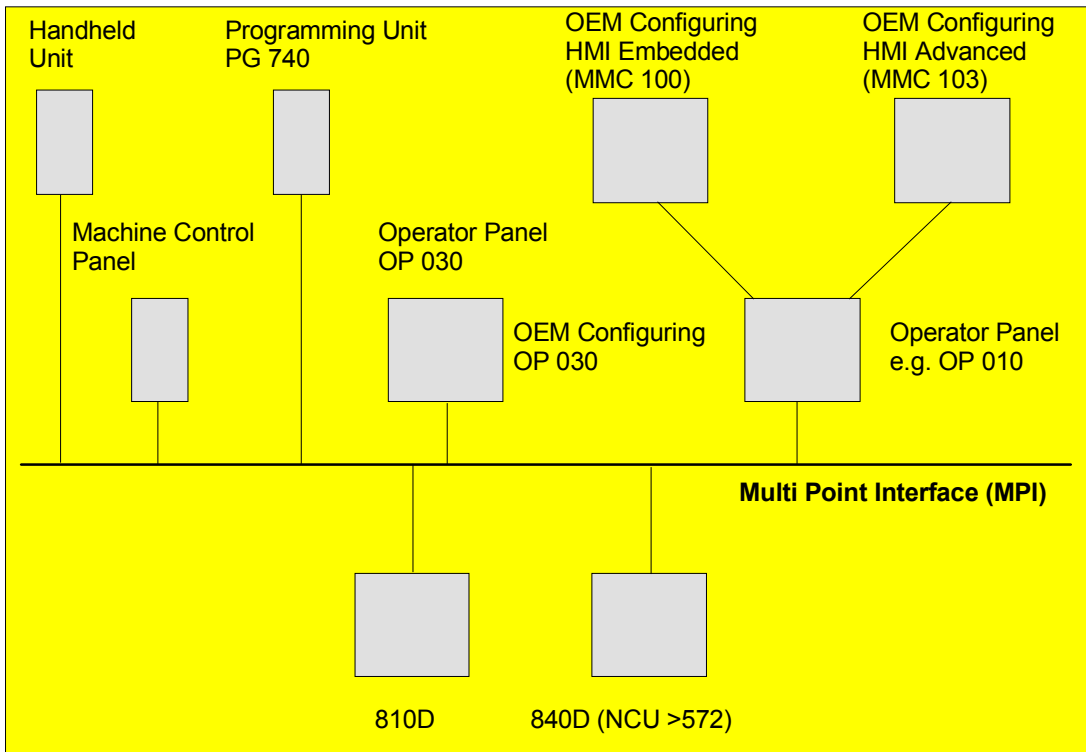 Handheld
Unit
Programming Unit
PG 740
OEM Configuring
HMI Embedded
(MMC 100)
OEM Configuring
HMI Advanced
(MMC 103)
Machine Control
Panel
Operator Panel
OP 030
OEM Configuring
OP 030
Operator Panel
e.g. OP 010
Multi Point Interface (MPI)
810D
840D (NCU >572)